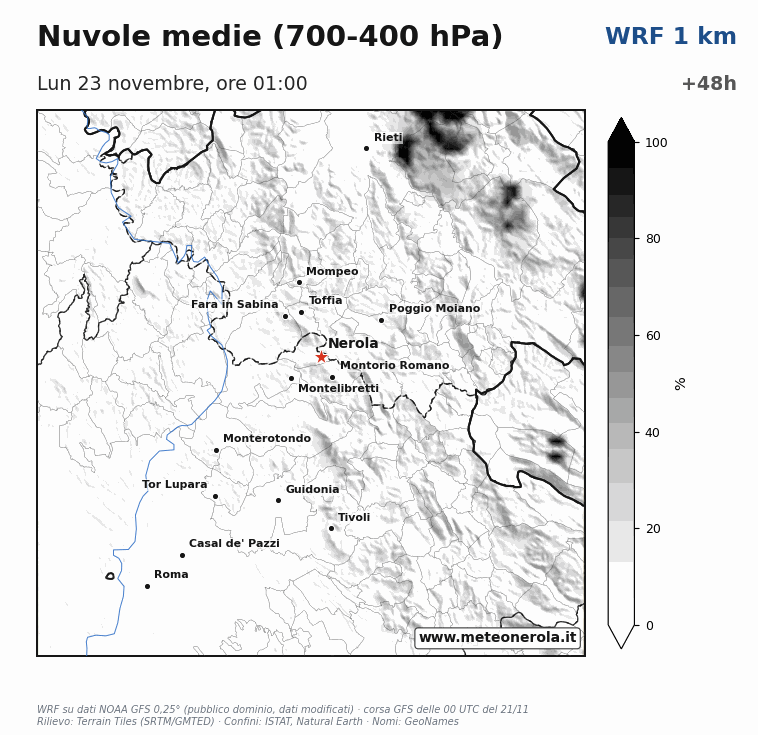 Nuvole medie (700-400 hPa)
WRF 1 km
Lun 23 novembre, ore 01:00
+48h
Rieti
Mompeo
Fara in Sabina
Toffia
Poggio Moiano
Nerola
Montorio Romano
Montelibretti
Monterotondo
Tor Lupara
Guidonia
Tivoli
Casal de' Pazzi
Roma
www.meteonerola.it
100
80
60
40
20
0
%
WRF su dati NOAA GFS 0,25° (pubblico dominio, dati modificati) · corsa GFS delle 00 UTC del 21/11
Rilievo: Terrain Tiles (SRTM/GMTED) · Confini: ISTAT, Natural Earth · Nomi: GeoNames